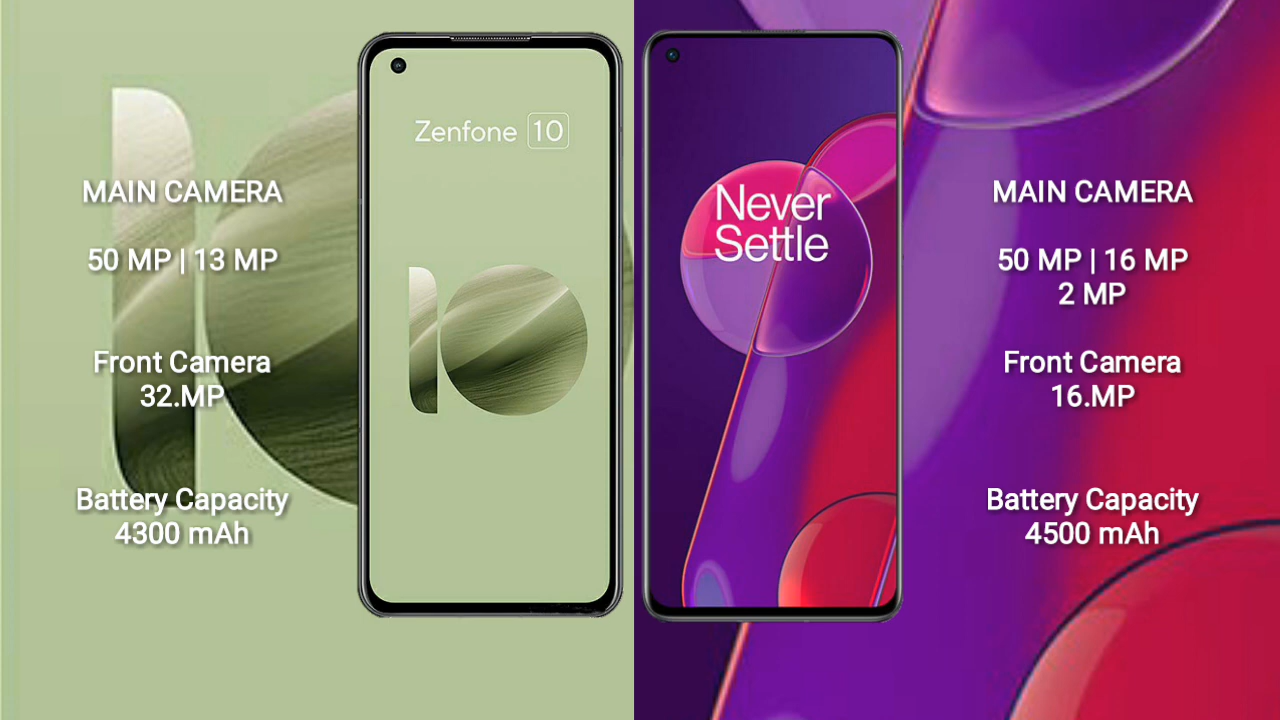 MAIN CAMERA
50 MP | 13 MP
Front Camera
32.MP
Battery Capacity
4300 mAh
Zenfone 10
10
Never
Settle
MAIN CAMERA
50 MP | 16 MP
2 MP
Front Camera
16.MP
Battery Capacity
4500 mAh